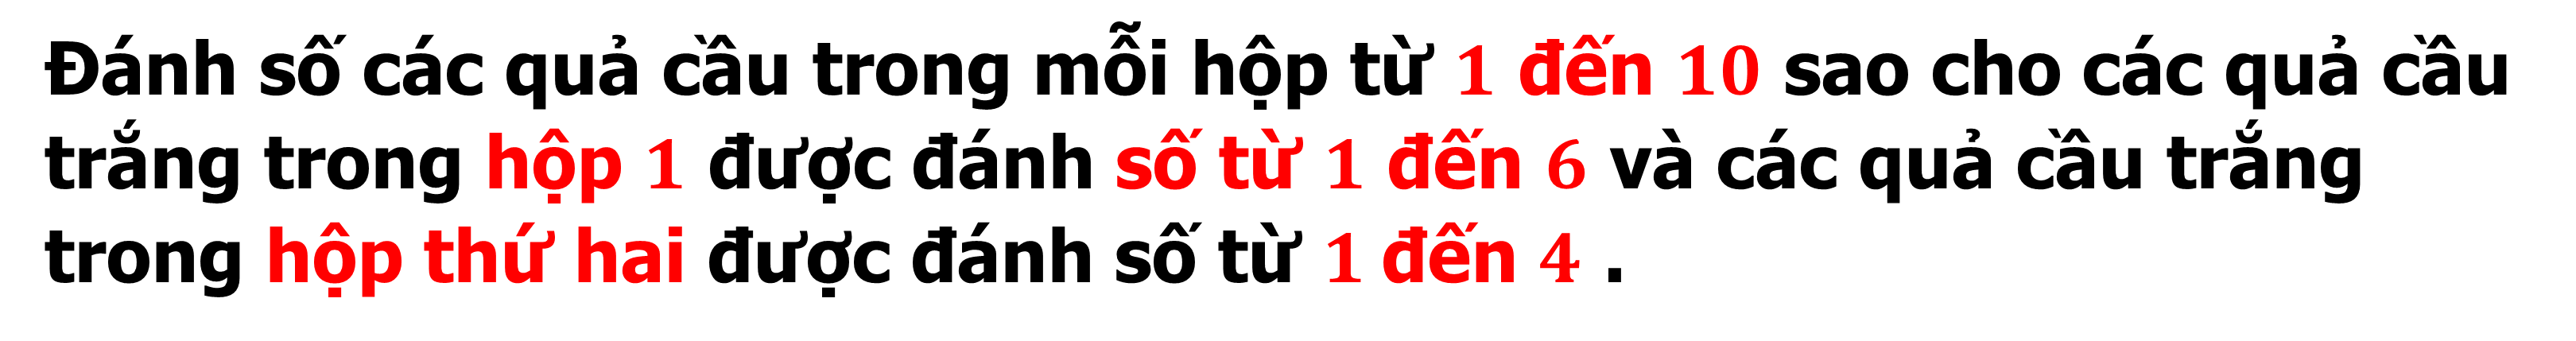 Đánh số các quả cầu trong mỗi hộp từ 1 đến 10 sao cho các quả cầu
trắng trong hộp 1 được đánh số từ 1 đến 6 và các quả cầu trắng
trong hộp thứ hai được đánh số từ 1 đến 4 .